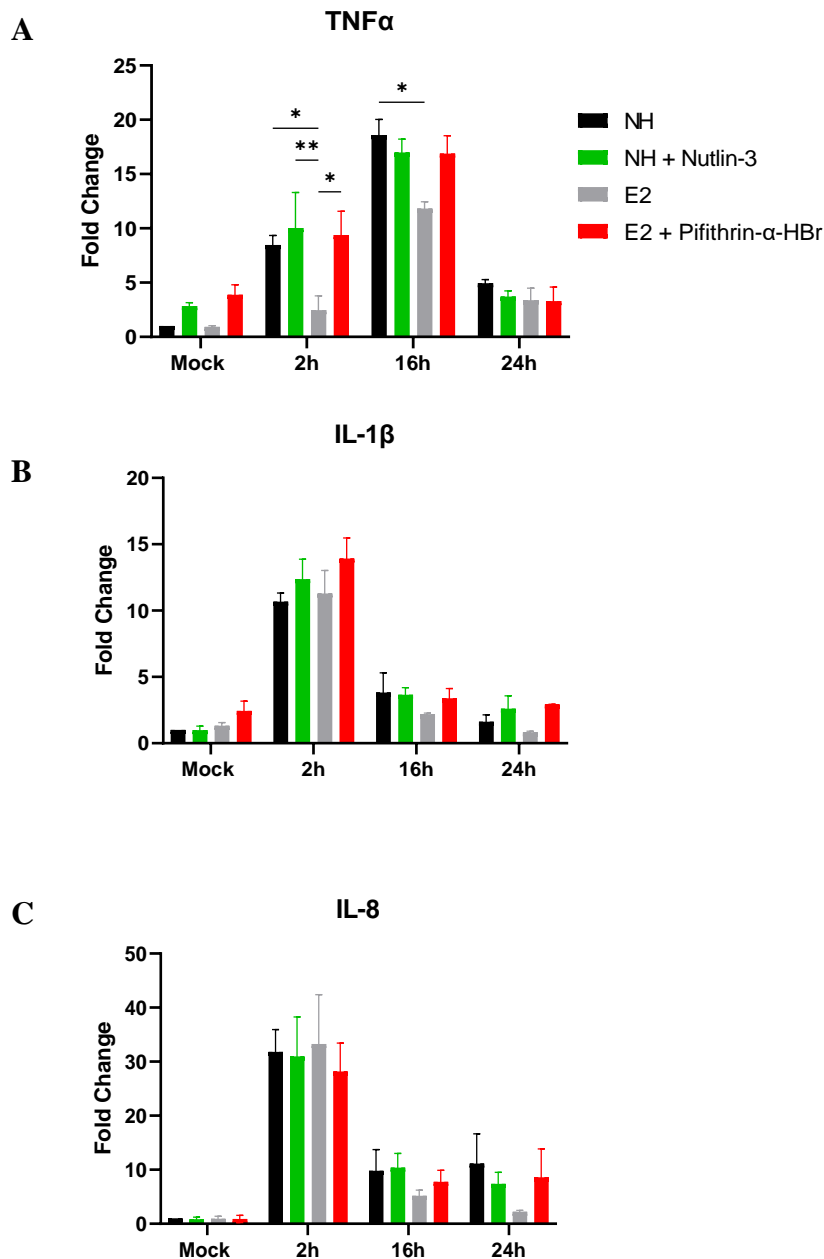 A
TNFα
Fold Change
25
20
15
10
5
0
*
**
*
*
Mock 2h 16h 24h
NH
NH + Nutlin-3
E2
E2 + Pifithrin-α-HBr
B
IL-1β
Fold Change
20
15
10
5
0
Mock 2h 16h 24h
C
IL-8
Fold Change
50
40
30
20
10
0
Mock 2h 16h 24h